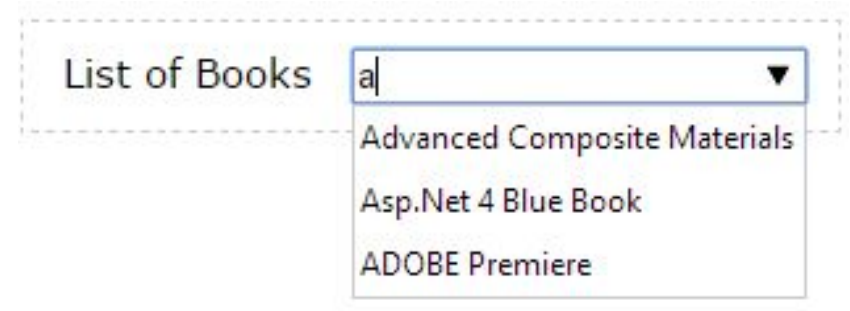 List of Books a
Advanced Composite Materials
Asp.Net 4 Blue Book
ADOBE Premiere